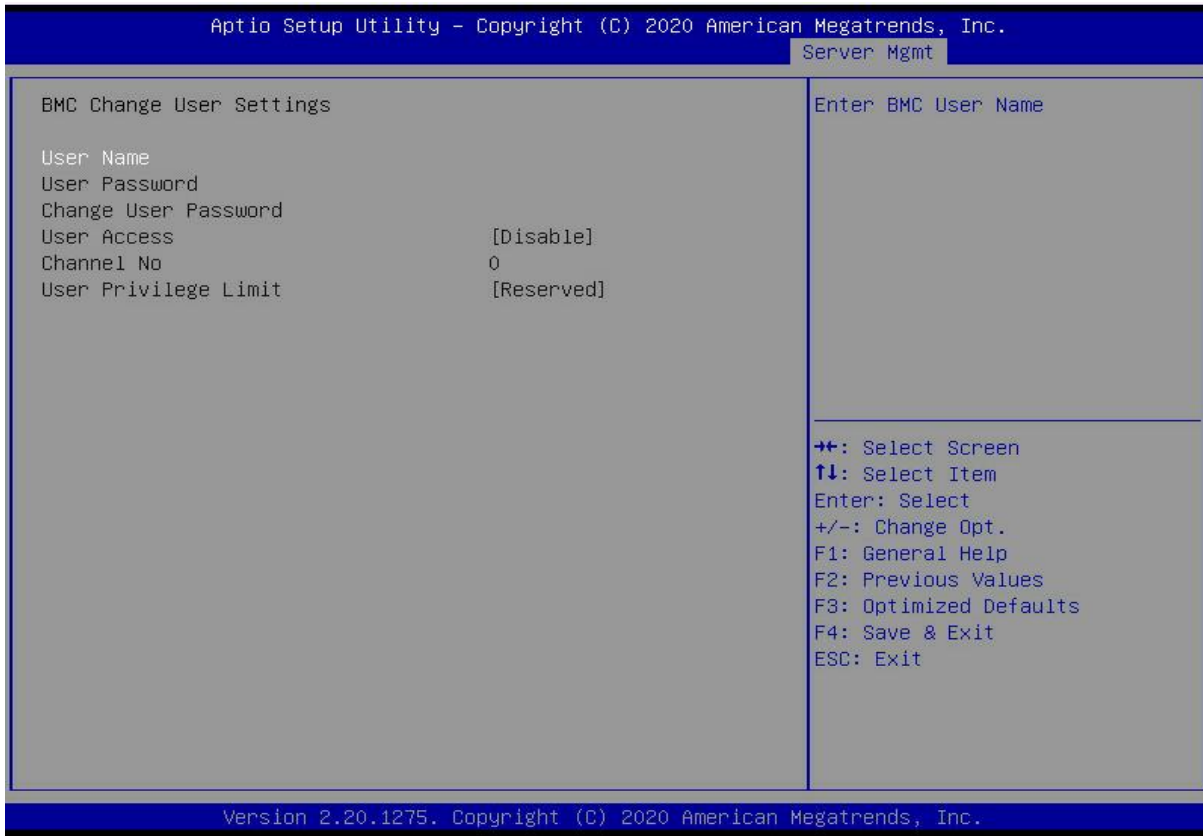 Aptio Setup Utility – Copyright (C) 2020 American Megatrends, Inc.
Server Mgmt
BMC Change User Settings
User Name
User Password
Change User Password
User Access [Disable]
Channel No 0
User Privilege Limit [Reserved]
Enter BMC User Name
→←: Select Screen
↑↓: Select Item
Enter: Select
+/-: Change Opt.
F1: General Help
F2: Previous Values
F3: Optimized Defaults
F4: Save & Exit
ESC: Exit
Version 2.20.1275. Copyright (C) 2020 American Megatrends, Inc.